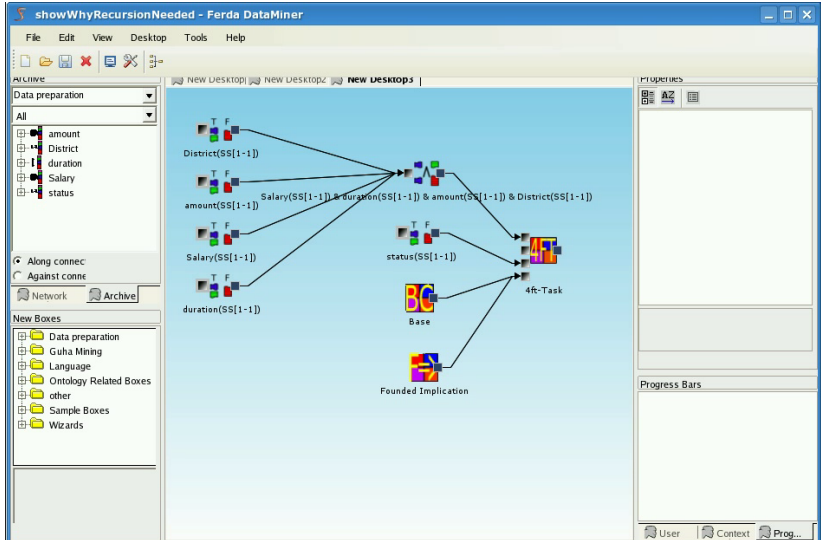 showWhyRecursionNeeded - Ferda DataMiner
File Edit View Desktop Tools Help
Archive
New Desktop New Desktop2 New Desktop3
Properties
Data preparation
All
amount
District
duration
Salary
status
Along connec
Against conne
Network Archive
New Boxes
Data preparation
Guha Mining
Language
Ontology Related Boxes
other
Sample Boxes
Wizards
T F
District(SS[1-1])
T F
amount(SS[1-1])
Salary(SS[1-1]) & duration(SS[1-1]) & amount(SS[1-1]) & District(SS[1-1])
T F
Salary(SS[1-1])
T F
status(SS[1-1])
4FT
4ft-Task
T F
duration(SS[1-1])
BC
Base
Founded Implication
AZ
Progress Bars
User Context Prog...